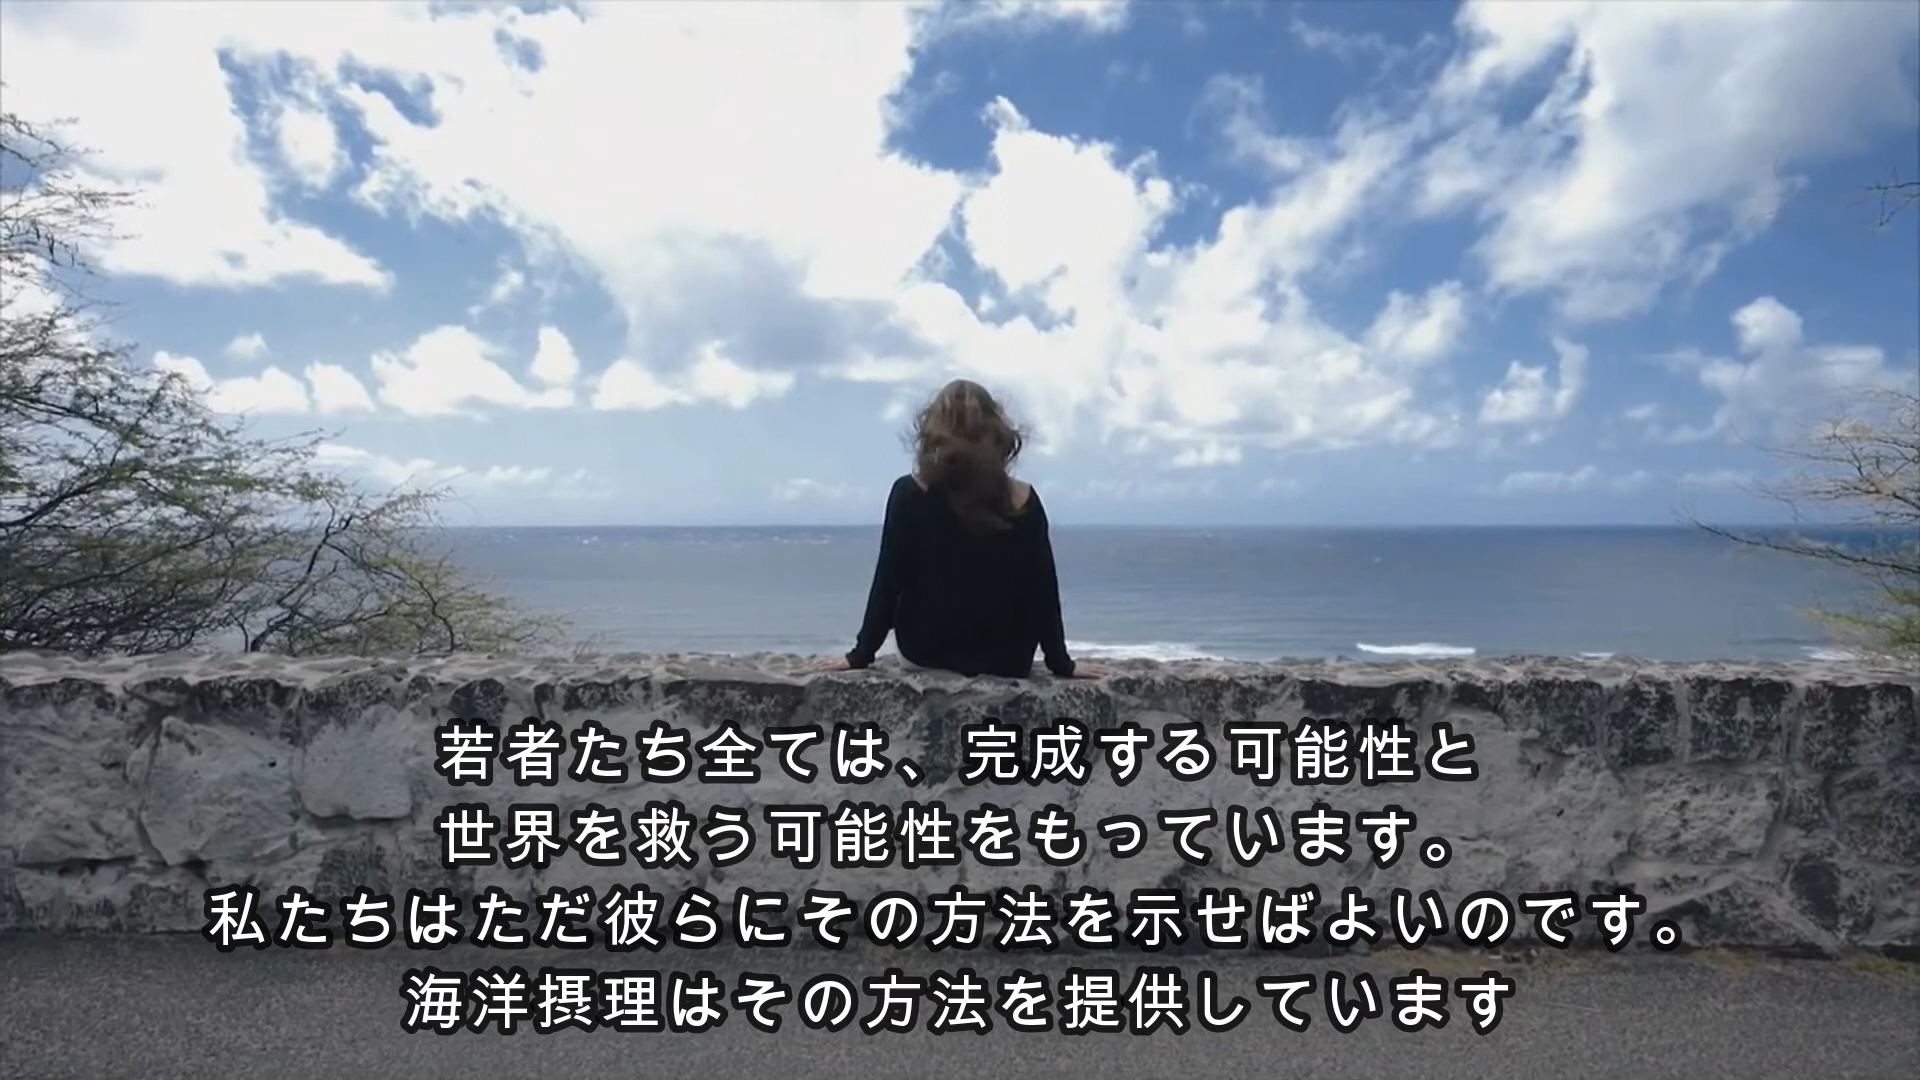 若者たち全ては、完成する可能性と
世界を救う可能性をもっています。
私たちはただ彼らにその方法を示せばよいのです。
海洋摂理はその方法を提供しています